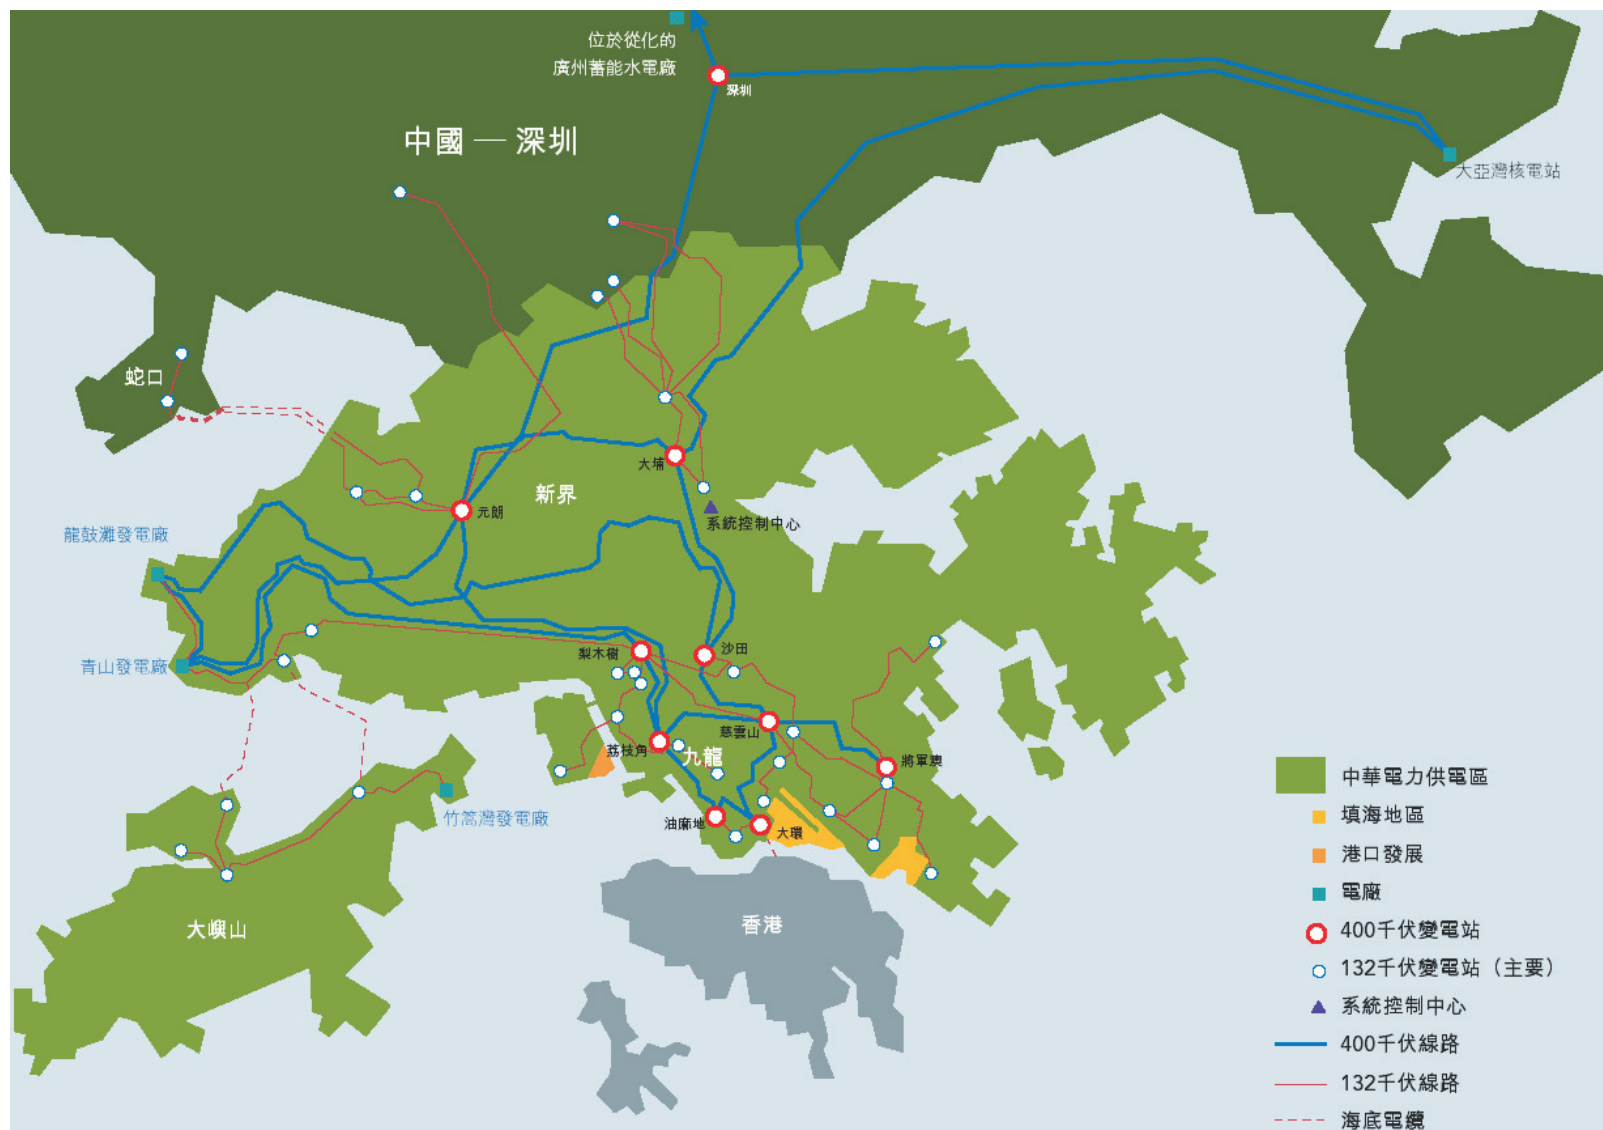 位於從化的
廣州蓄能水電廠
深圳
中國 — 深圳
大亞灣核電站
蛇口
大埔
新界
元朗
系統控制中心
龍鼓灘發電廠
青山發電廠
梨木樹
沙田
慈雲山
荔枝角
九龍
將軍澳
竹篙灣發電廠
油麻地
大環
大嶼山
香港
中華電力供電區
填海地區
港口發展
電廠
400千伏變電站
132千伏變電站（主要）
系統控制中心
400千伏線路
132千伏線路
海底電纜